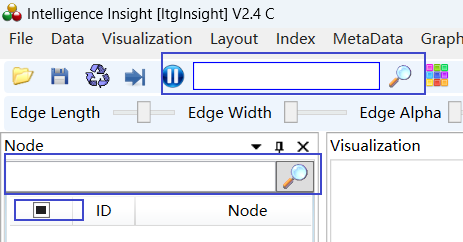 Intelligence Insight [ItgInsight] V2.4 C
File Data Visualization Layout Index MetaData Graph
Edge Length Edge Width Edge Alpha
Node Visualization
ID Node